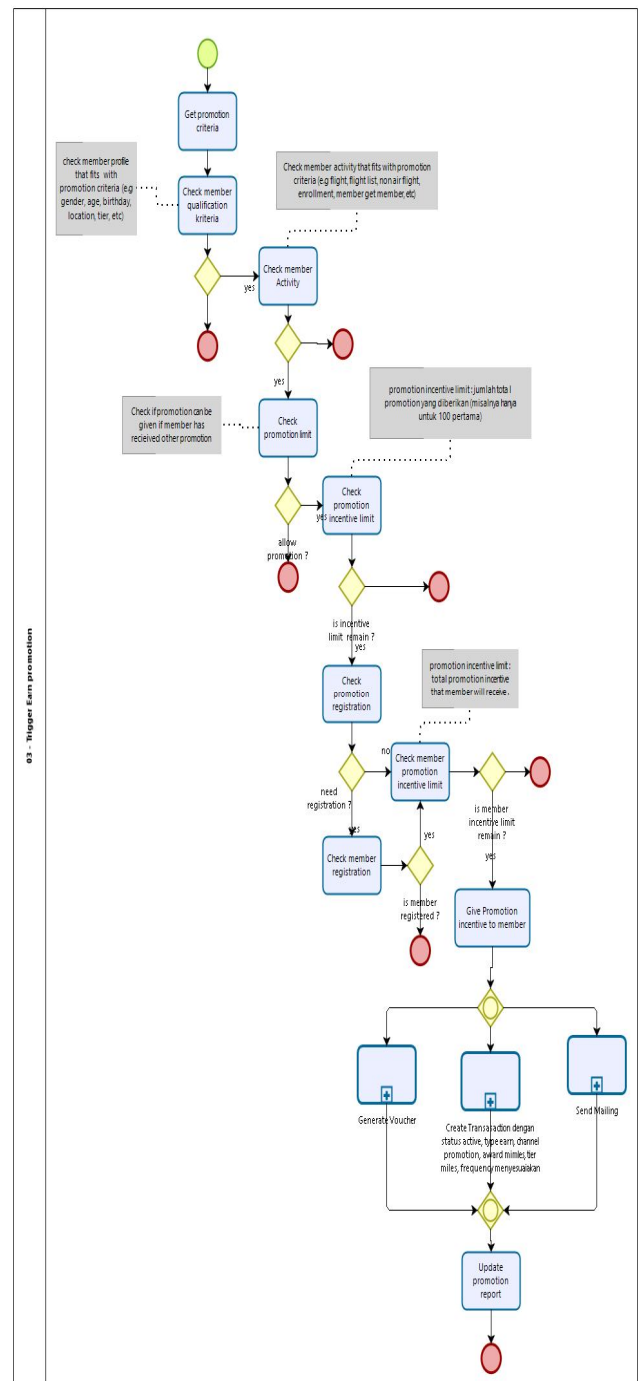 03 - Trigger Earn promotion
Get promotion
criteria
check member profile
that fits with
promotion criteria (e.g
gender, age, birthday,
location, tier, etc)
Check member
qualification
kriteria
Check member activity that fits with promotion
criteria (e.g flight, flight list, non air flight,
enrollment, member get member, etc)
yes
Check member
Activity
yes
Check if promotion can be
given if member has
recieived other promotion
Check
promotion limit
promotion incentive limit : jumlah total
promotion yang diberikan (misalnya hanya
untuk 100 pertama)
yes
allow
promotion ?
Check
promotion
incentive limit
is incentive
limit remain ?
yes
Check
promotion
registration
promotion incentive limit :
total promotion incentive
that member will receive .
no
need
registration ?
yes
Check member
promotion
incentive limit
is member
incentive limit
remain ?
yes
Check member
registration
yes
is member
registered ?
Give Promotion
incentive to member
Generate Voucher
Create Transasaction dengan
status active, type earn, channel
promotion, award mimles, tier
miles, frequency menyesuaiakan
Send Mailing
Update
promotion
report